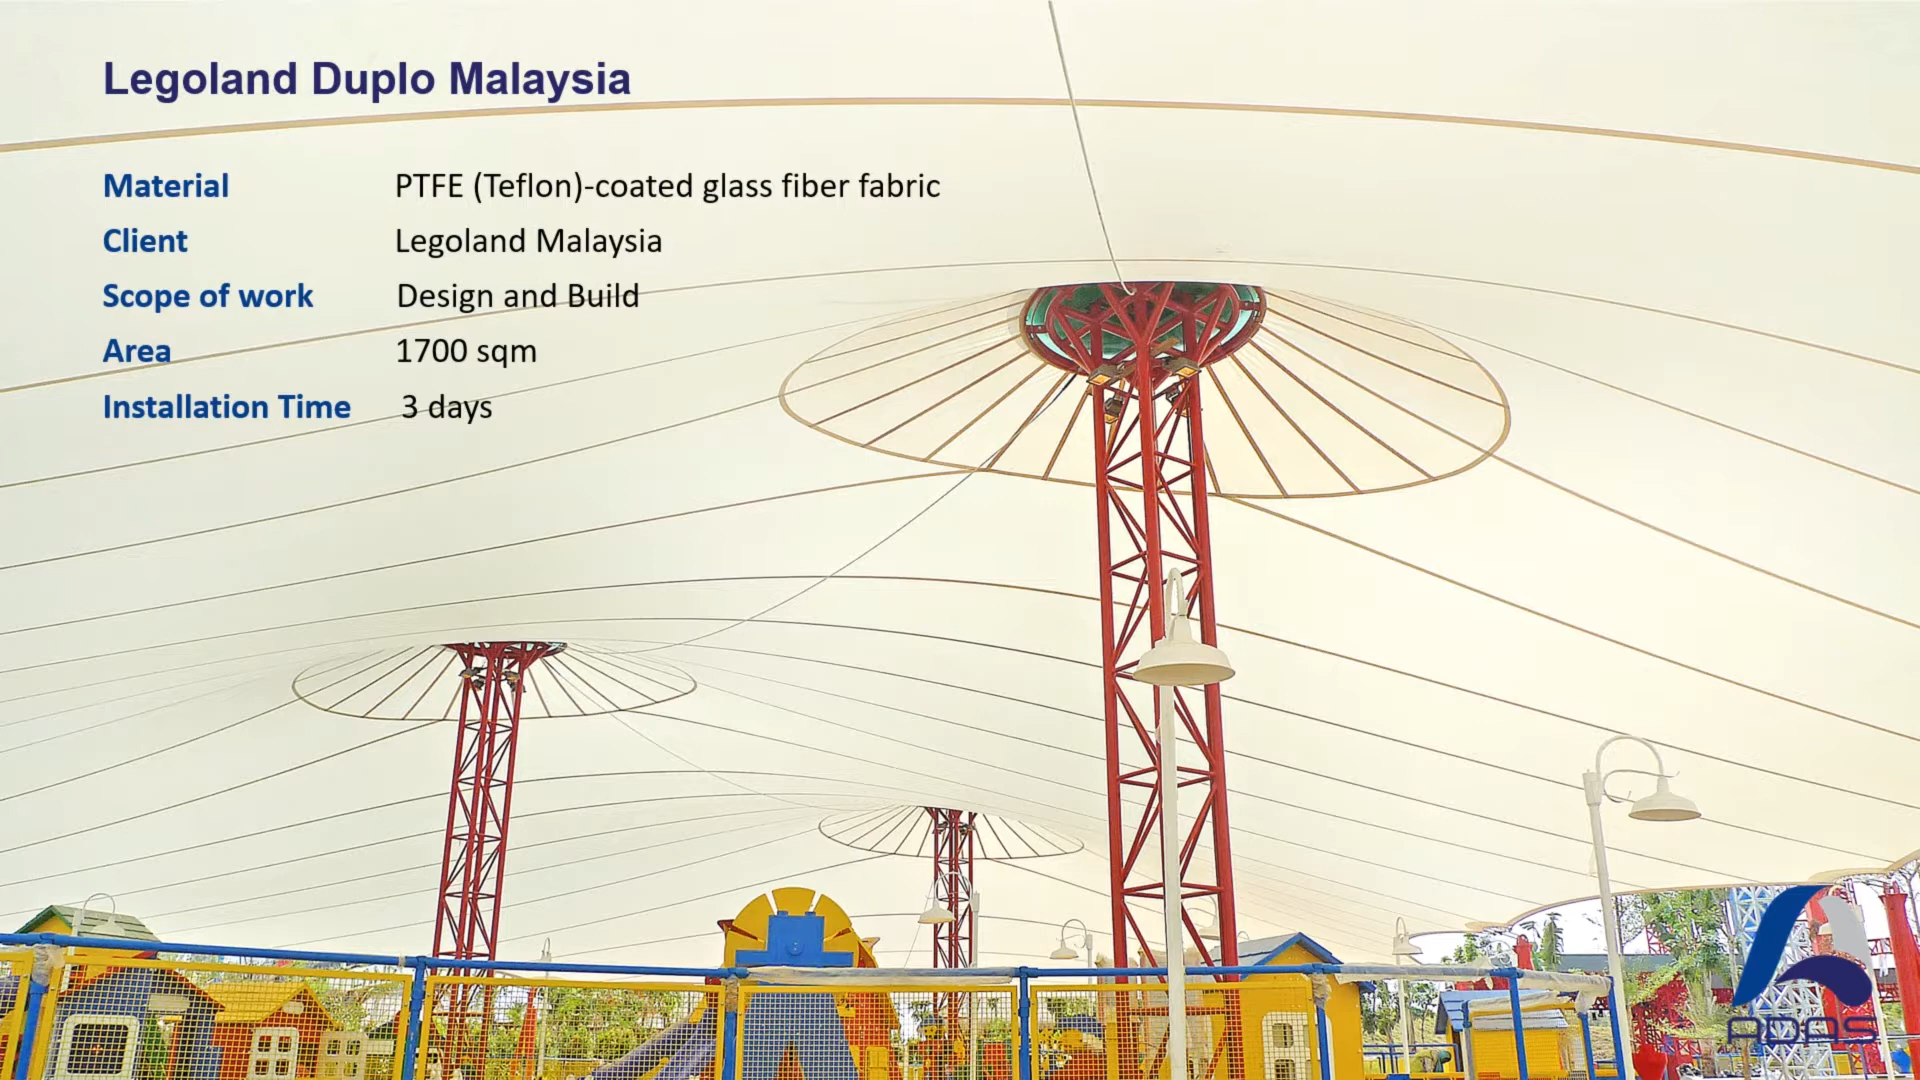 Legoland Duplo Malaysia
Material PTFE (Teflon)-coated glass fiber fabric
Client Legoland Malaysia
Scope of work Design and Build
Area 1700 sqm
Installation Time 3 days
ADAS